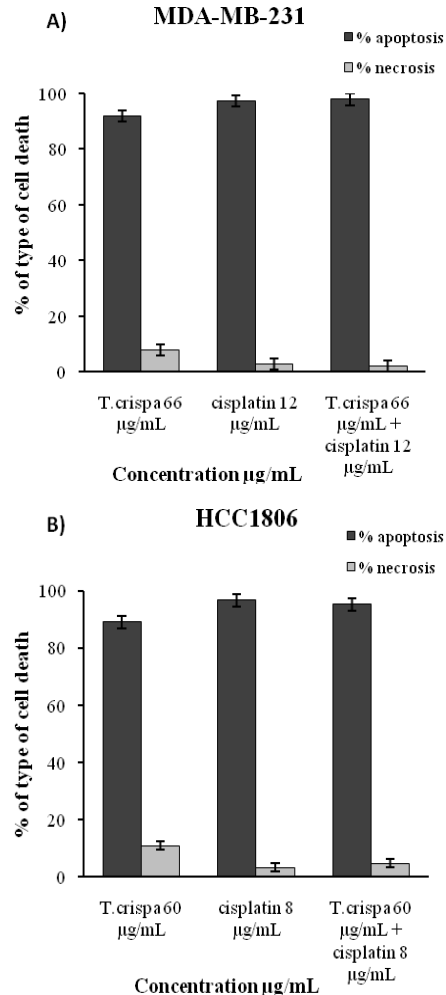 A)
MDA-MB-231
% apoptosis
% necrosis
% of type of cell death
100
80
60
40
20
0
T.crispa 66
µg/mL
cisplatin 12
µg/mL
T.crispa 66
µg/mL +
cisplatin 12
µg/mL
Concentration µg/mL
B)
HCC1806
% apoptosis
% necrosis
% of type of cell death
100
80
60
40
20
0
T.crispa 60
µg/mL
cisplatin 8
µg/mL
T.crispa 60
µg/mL +
cisplatin 8
µg/mL
Concentration µg/mL